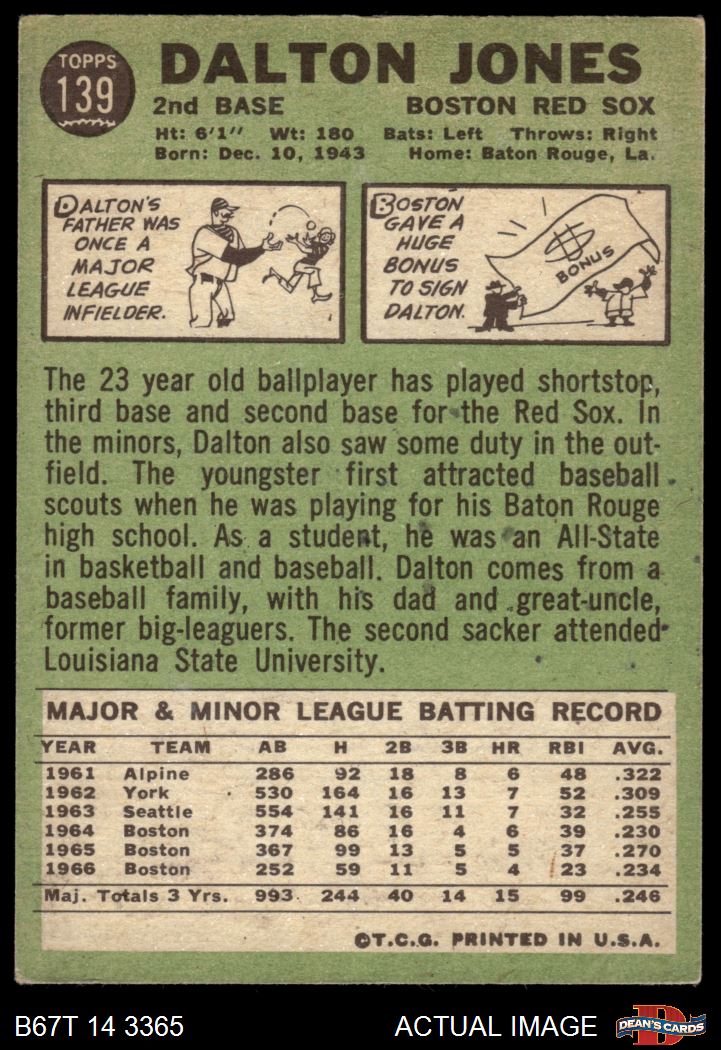 TOPPS
139
DALTON JONES
2nd BASE BOSTON RED SOX
Ht: 6'1" Wt: 180 Bats: Left Throws: Right
Born: Dec. 10, 1943 Home: Baton Rouge, La.
DALTON'S
FATHER WAS
ONCE A
MAJOR
LEAGUE
INFIELDER.
BOSTON
GAVE A
HUGE
BONUS
TO SIGN
DALTON.
BONUS
The 23 year old ballplayer has played shortstop,
third base and second base for the Red Sox. In
the minors, Dalton also saw some duty in the out-
field. The youngster first attracted baseball
scouts when he was playing for his Baton Rouge
high school. As a student, he was an All-State
in basketball and baseball. Dalton comes from a
baseball family, with his dad and great-uncle,
former big-leaguers. The second sacker attended
Louisiana State University.
MAJOR & MINOR LEAGUE BATTING RECORD
YEAR TEAM AB H 2B 3B HR RBI AVG.
1961 Alpine 286 92 18 8 6 48 .322
1962 York 530 164 16 13 7 52 .309
1963 Seattle 554 141 16 11 7 32 .255
1964 Boston 374 86 16 4 6 39 .230
1965 Boston 367 99 13 5 5 37 .270
1966 Boston 252 59 11 5 4 23 .234
Maj. Totals 3 Yrs. 993 244 40 14 15 99 .246
©T.C.G. PRINTED IN U.S.A.
B67T 14 3365 ACTUAL IMAGE
D
DEAN'S CARDS